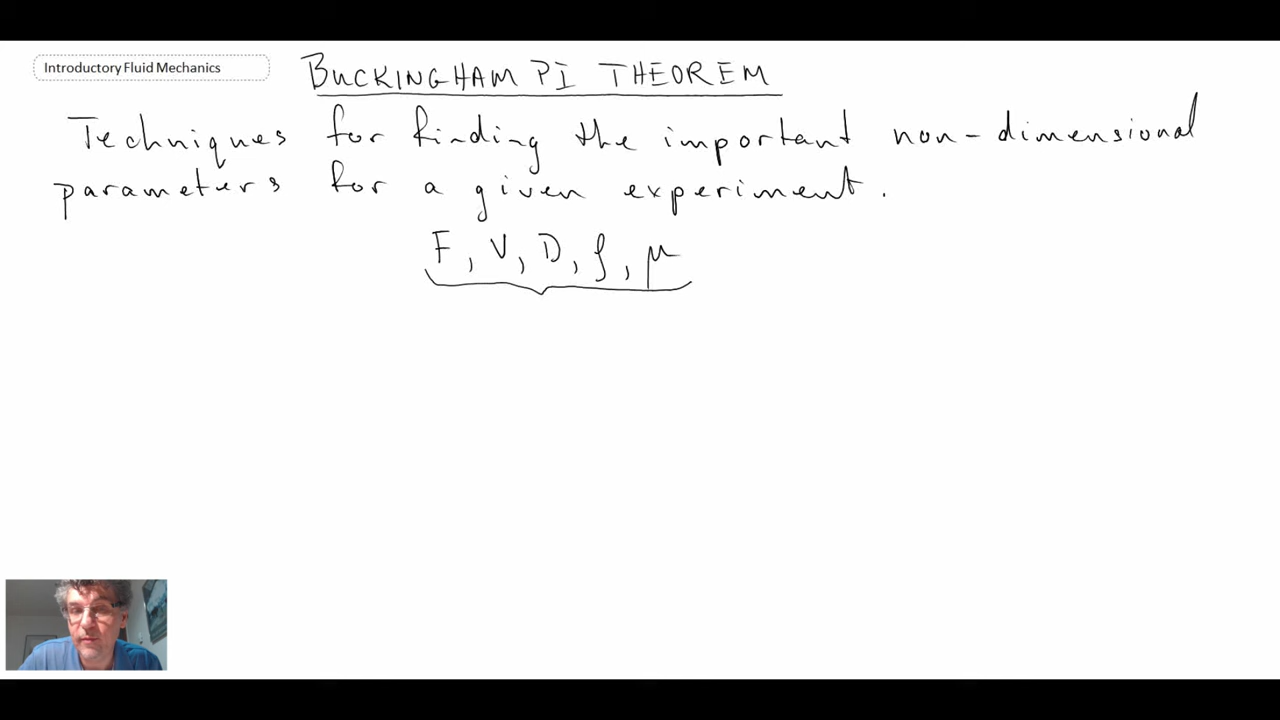 Introductory Fluid Mechanics
BUCKINGHAM PI THEOREM
Techniques for finding the important non-dimensional
parameters for a given experiment.
F, V, D, ρ, μ